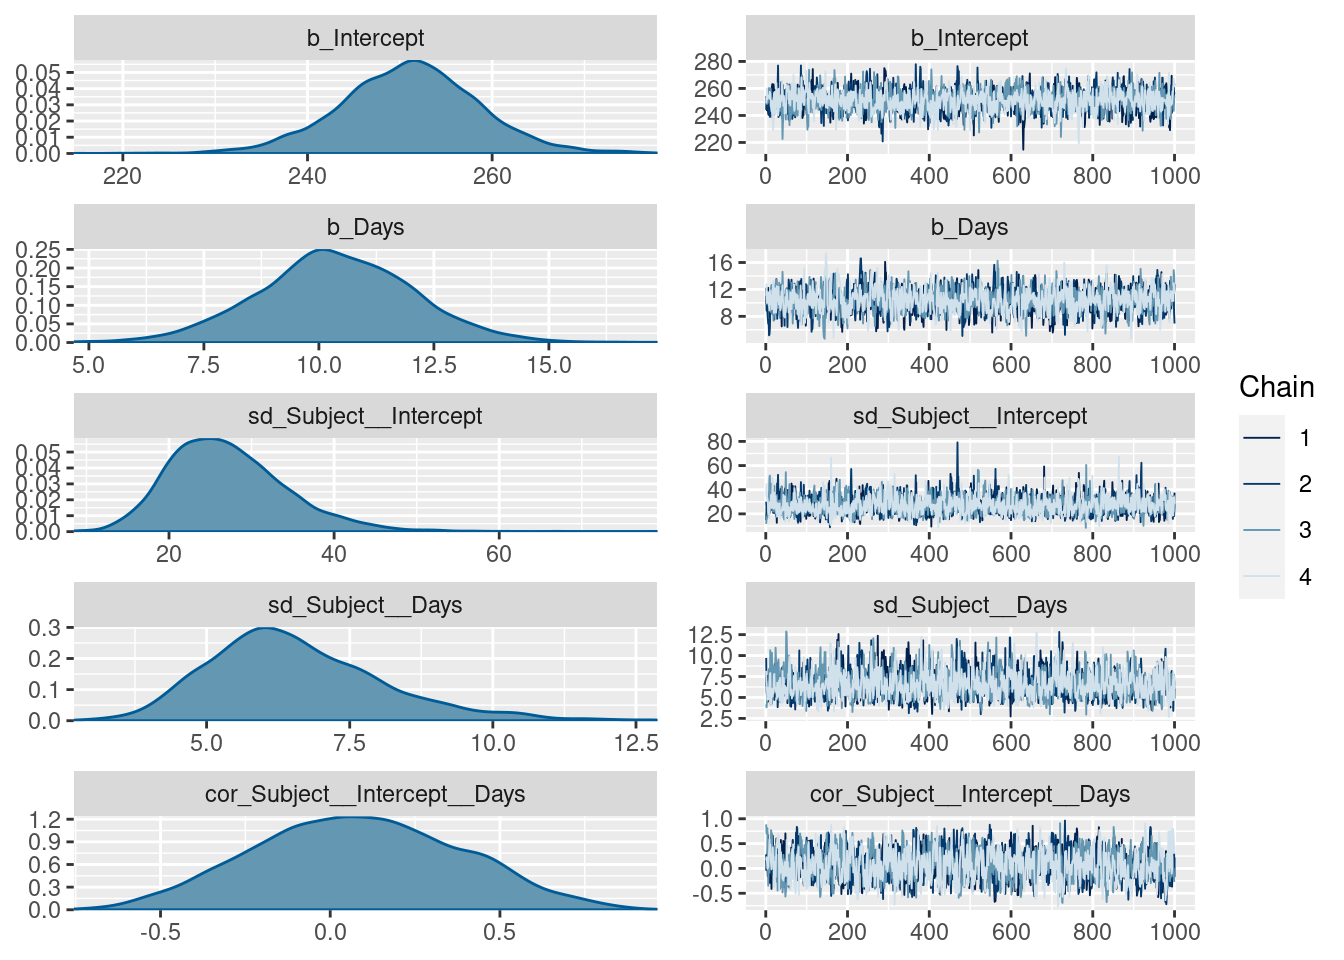 b_Intercept
0.05
0.04
0.03
0.02
0.01
0.00
220 240 260
b_Intercept
280
260
240
220
0 200 400 600 800 1000
b_Days
0.25
0.20
0.15
0.10
0.05
0.00
5.0 7.5 10.0 12.5 15.0
b_Days
16
12
8
0 200 400 600 800 1000
sd_Subject__Intercept
0.05
0.04
0.03
0.02
0.01
0.00
20 40 60
sd_Subject__Intercept
80
60
40
20
0 200 400 600 800 1000
sd_Subject__Days
0.3
0.2
0.1
0.0
5.0 7.5 10.0 12.5
sd_Subject__Days
12.5
10.0
7.5
5.0
2.5
0 200 400 600 800 1000
cor_Subject__Intercept__Days
1.2
0.9
0.6
0.3
0.0
-0.5 0.0 0.5
cor_Subject__Intercept__Days
1.0
0.5
0.0
-0.5
0 200 400 600 800 1000
Chain
1
2
3
4